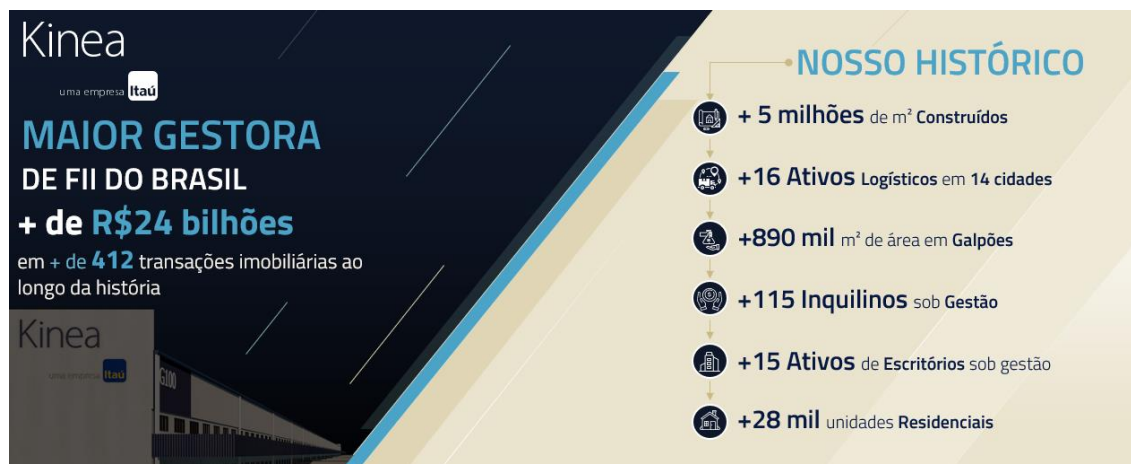 Kinea
uma empresa Itaú
MAIOR GESTORA
DE FII DO BRASIL
+ de R$24 bilhões
em + de 412 transações imobiliárias ao
longo da história
Kinea
uma empresa Itaú
G100
NOSSO HISTÓRICO
+ 5 milhões de m² Construídos
+16 Ativos Logísticos em 14 cidades
+890 mil m² de área em Galpões
+115 Inquilinos sob Gestão
+15 Ativos de Escritórios sob gestão
+28 mil unidades Residenciais